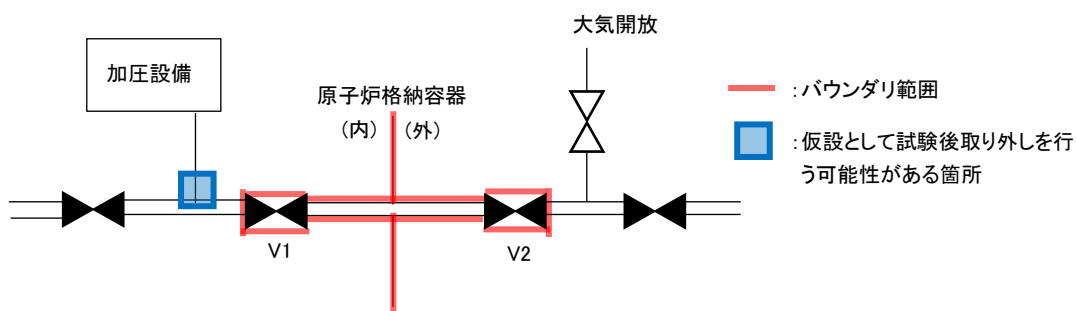 大気開放
加圧設備
原子炉格納容器
（内）
（外）
V1
V2
：バウンダリ範囲
：仮設として試験後取り外しを行
う可能性がある箇所